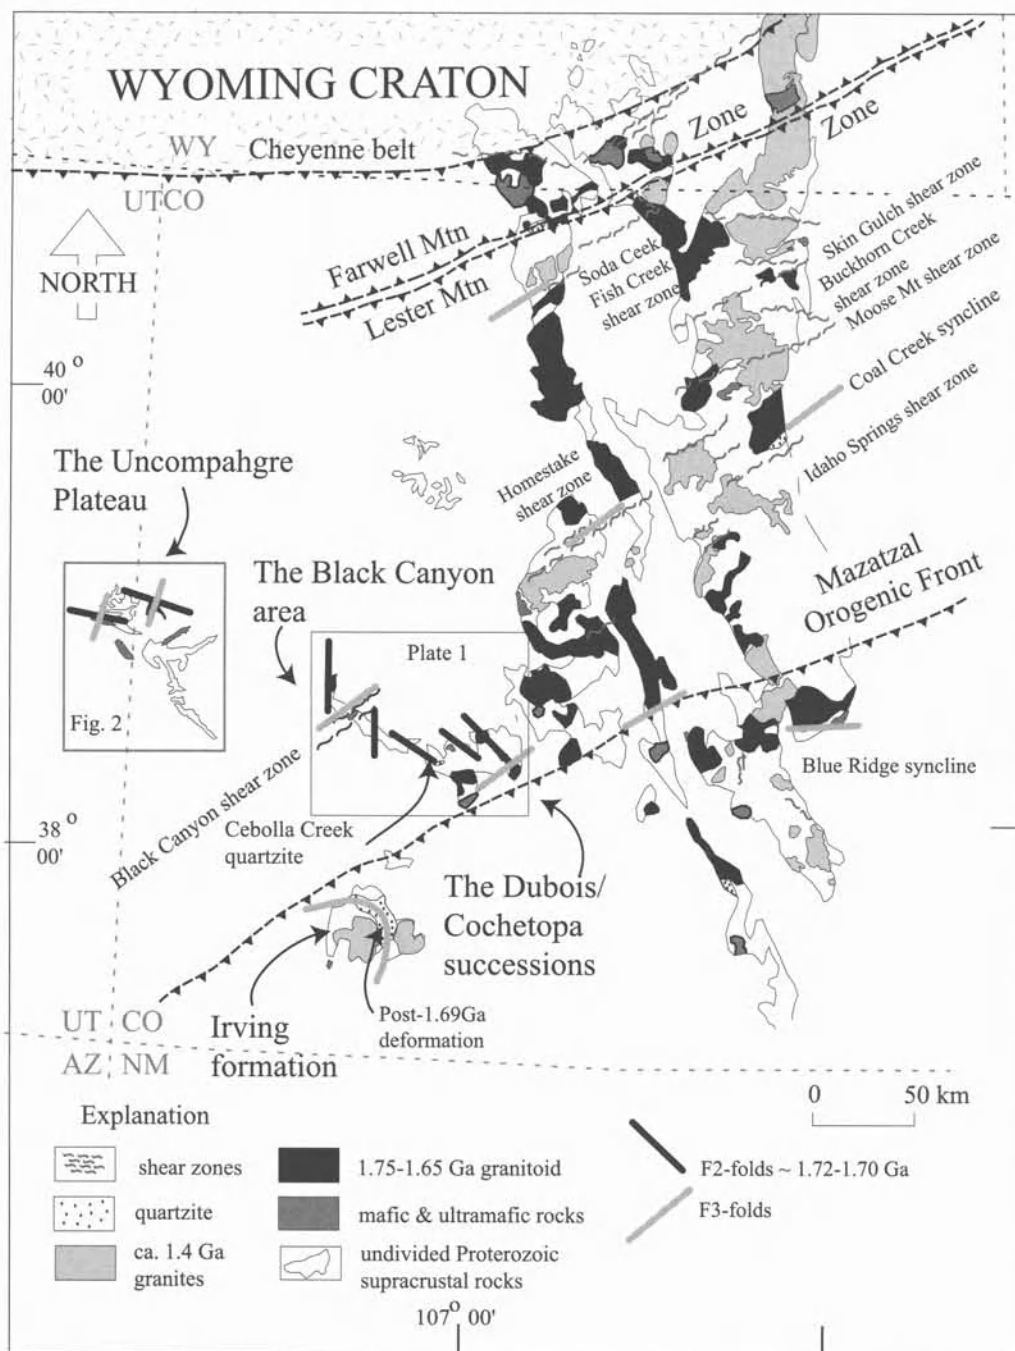 WYOMING CRATON
WY
Cheyenne belt
UT
CO
NORTH
Farwell Mtn
Zone
Lester Mtn
Zone
Soda Ceek
Fish Creek
shear zone
Skin Gulch shear zone
Buckhorn Creek
shear zone
Moose Mt shear zone
Coal Creek syncline
Idaho Springs shear zone
40 o
00'
The Uncompahgre
Plateau
Homestake
shear zone
Mazatzal
Orogenic Front
The Black Canyon
area
Plate 1
Fig. 2
Black Canyon shear zone
Cebolla Creek
quartzite
Blue Ridge syncline
38 o
00'
The Dubois/
Cochetopa
successions
Irving
formation
Post-1.69Ga
deformation
UT CO
AZ NM
0 50 km
Explanation
shear zones
quartzite
ca. 1.4 Ga
granites
1.75-1.65 Ga granitoid
mafic & ultramafic rocks
undivided Proterozoic
supracrustal rocks
F2-folds ~ 1.72-1.70 Ga
F3-folds
107o 00'